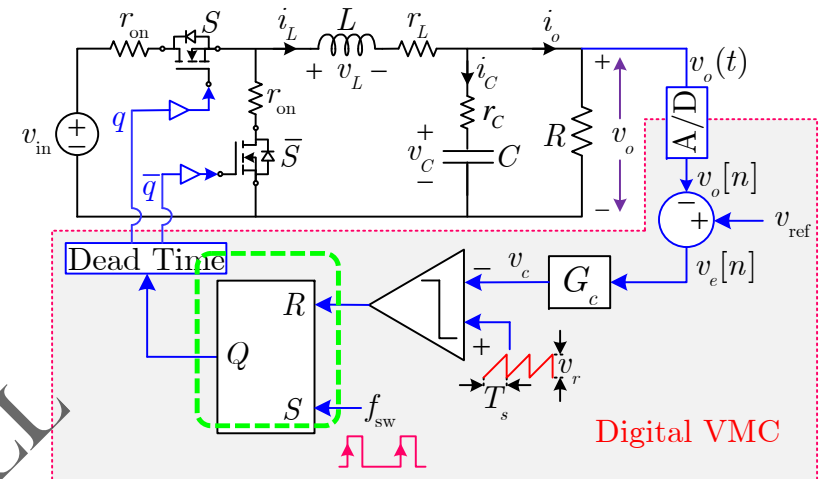 r_on S i_L L r_L i_o
+ v_L − i_C + v_o(t)
r_on r_C A/D
v_in + − q S̅ + v_C − C R v_o −
q̅ v_o[n]
− + v_ref
Dead Time v_c − G_c v_e[n]
R
Q + v_r
S f_sw T_s
Digital VMC